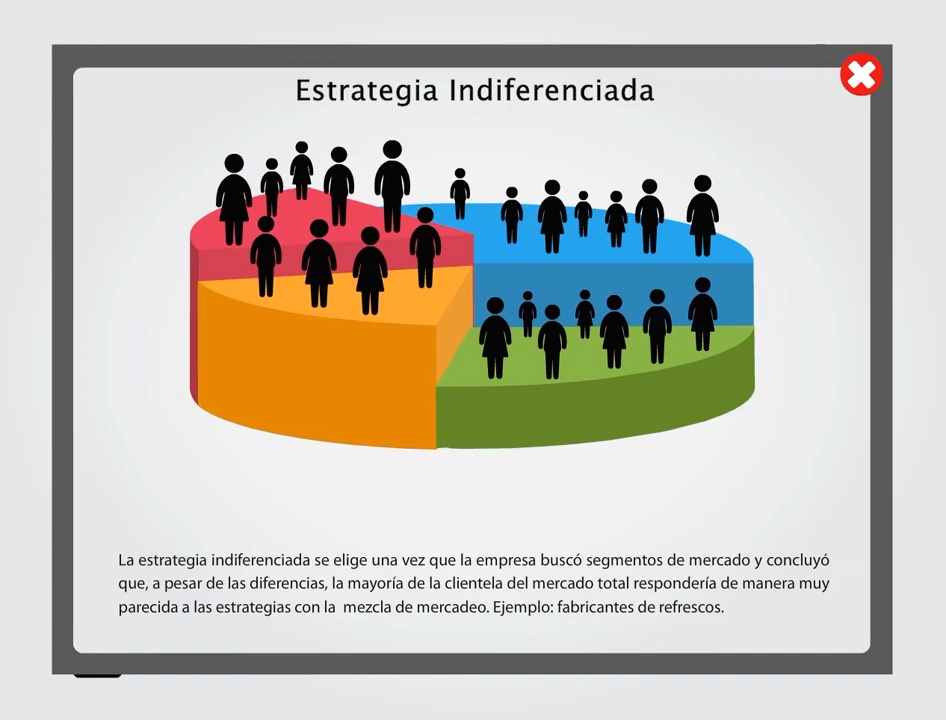 Estrategia Indiferenciada
La estrategia indiferenciada se elige una vez que la empresa buscó segmentos de mercado y concluyó
que, a pesar de las diferencias, la mayoría de la clientela del mercado total respondería de manera muy
parecida a las estrategias con la  mezcla de mercadeo. Ejemplo: fabricantes de refrescos.